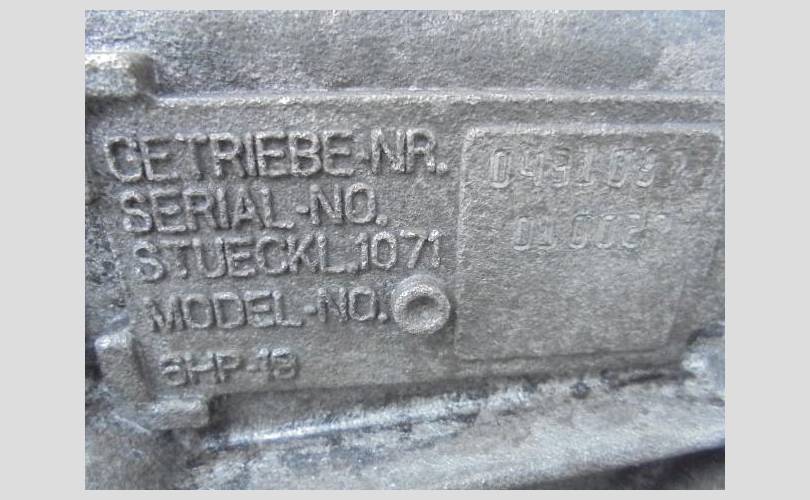 GETRIEBE-NR.
SERIAL-NO.
STUECKL.1071
MODEL-NO.
6HP-19